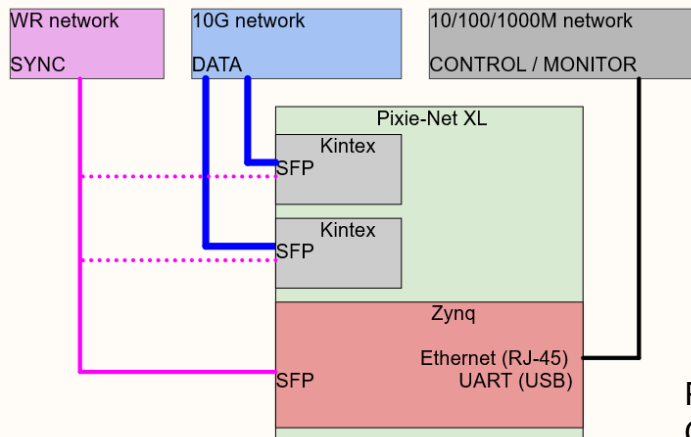 WR network
SYNC
10G network
DATA
10/100/1000M network
CONTROL / MONITOR
Pixie-Net XL
Kintex
SFP
Kintex
SFP
Zynq
Ethernet (RJ-45)
UART (USB)
SFP